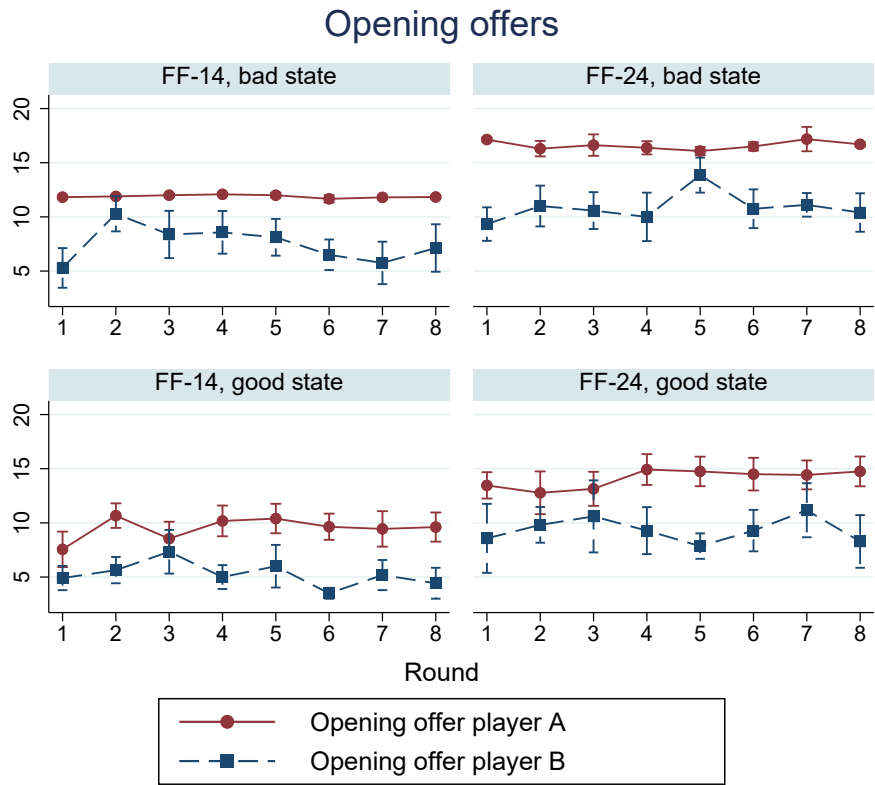 Opening offers
FF-14, bad state
FF-24, bad state
20
15
10
5
1 2 3 4 5 6 7 8
1 2 3 4 5 6 7 8
FF-14, good state
FF-24, good state
20
15
10
5
1 2 3 4 5 6 7 8
1 2 3 4 5 6 7 8
Round
Opening offer player A
Opening offer player B